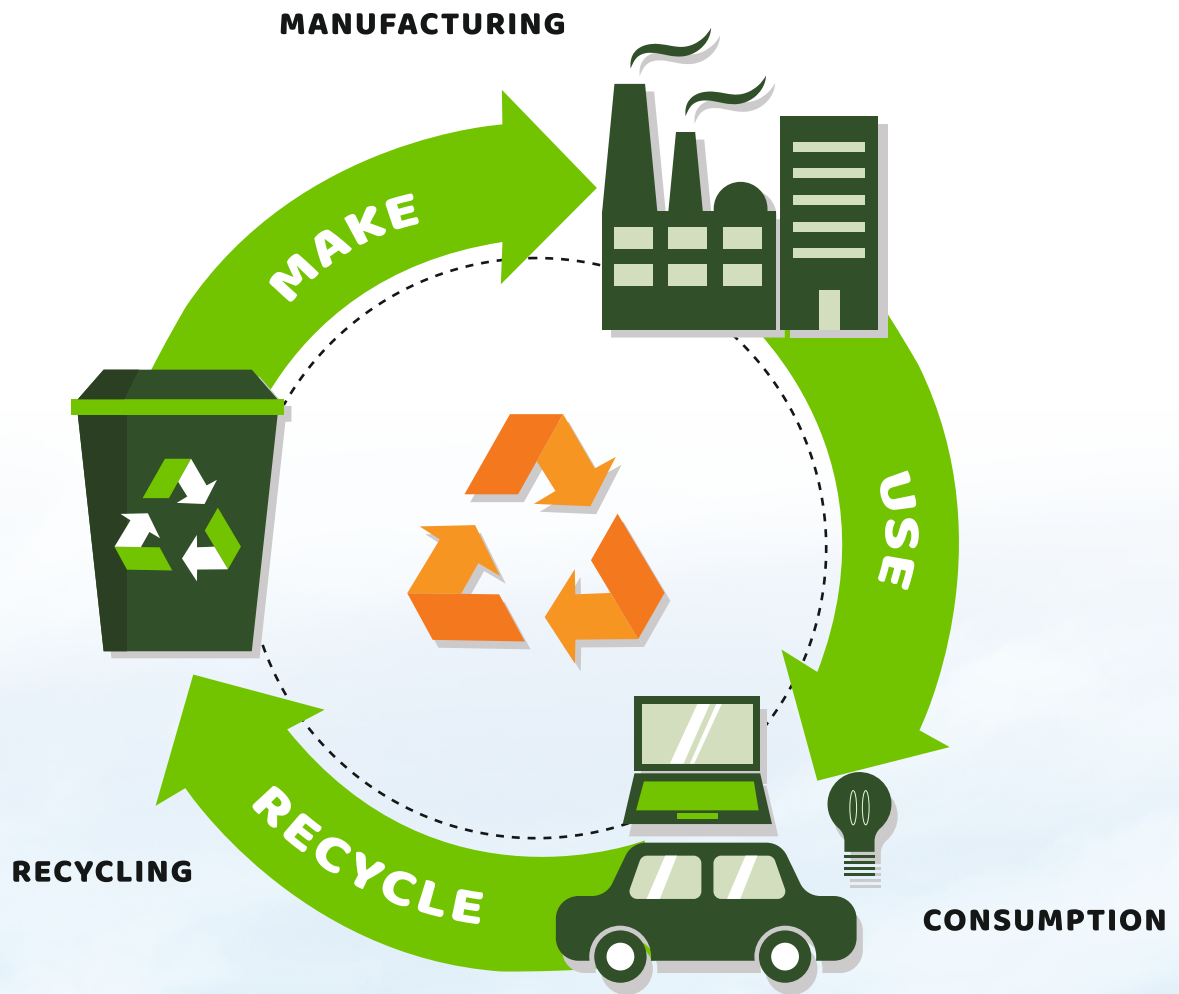 MANUFACTURING
MAKE
USE
RECYCLE
RECYCLING
CONSUMPTION